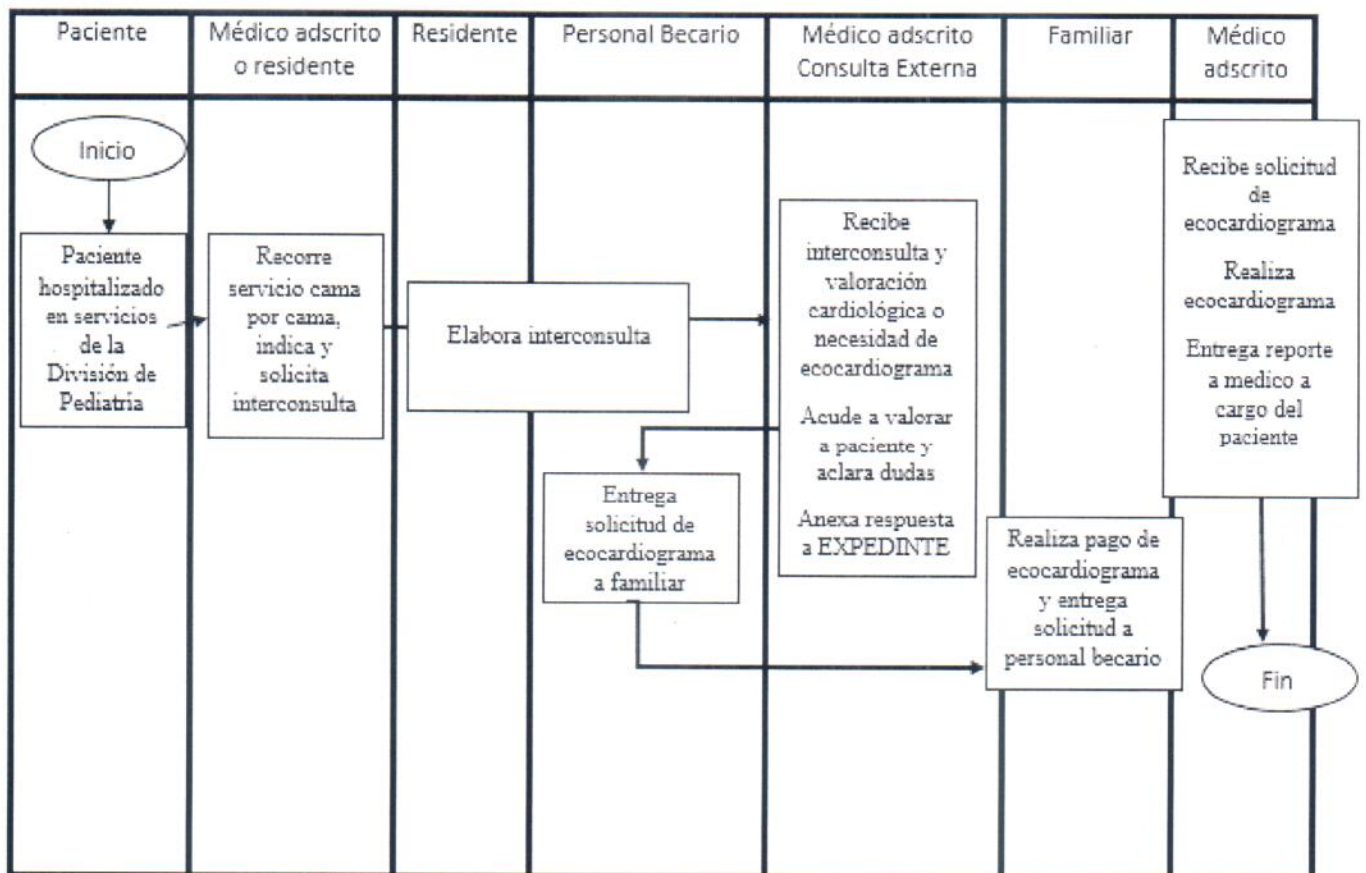 Paciente
Médico adscrito
o residente
Residente
Personal Becario
Médico adscrito
Consulta Externa
Familiar
Médico
adscrito
Inicio
Paciente
hospitalizado
en servicios
de la
División de
Pediatría
Recorre
servicio cama
por cama,
indica y
solicita
interconsulta
Elabora interconsulta
Recibe
interconsulta y
valoración
cardiológica o
necesidad de
ecocardiograma
Acude a valorar
a paciente y
aclara dudas
Anexa respuesta
a EXPEDINTE
Entrega
solicitud de
ecocardiograma
a familiar
Realiza pago de
ecocardiograma
y entrega
solicitud a
personal becario
Recibe solicitud
de
ecocardiograma
Realiza
ecocardiograma
Entrega reporte
a medico a
cargo del
paciente
Fin